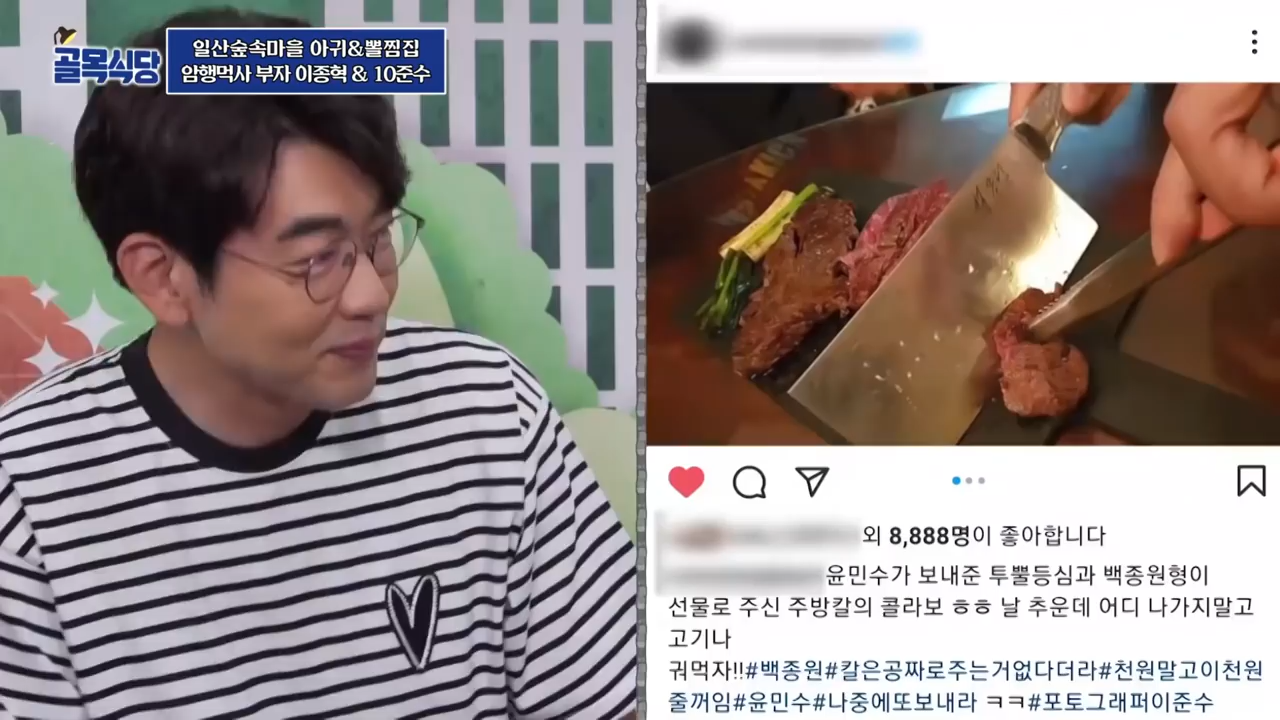 골목식당
일산숲속마을 아귀&뽈찜집
암행먹사 부자 이종혁 & 10준수
외 8,888명이 좋아합니다
윤민수가 보내준 투뿔등심과 백종원형이
선물로 주신 주방칼의 콜라보 ㅎㅎ 날 추운데 어디 나가지말고
고기나
궈먹자!!#백종원#칼은공짜로주는거없다더라#천원말고이천원
줄꺼임#윤민수#나중에또보내라 ㅋㅋ#포토그래퍼이준수